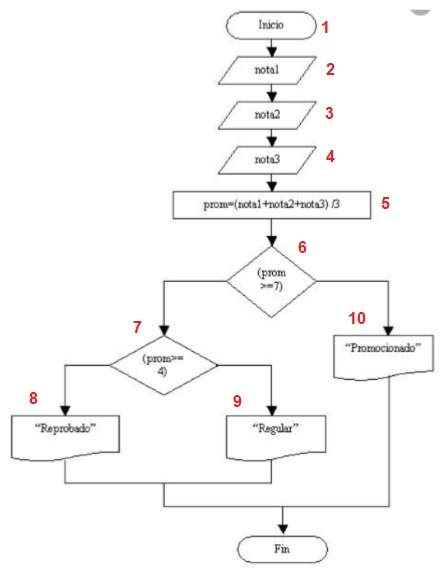 Inicio 1
nota1 2
nota2 3
nota3 4
prom=(nota1+nota2+nota3) /3 5
6
(prom
>=7)
10
7
"Promocionado"
(prom>=
4)
8
9
"Reprobado"
"Regular"
Fin